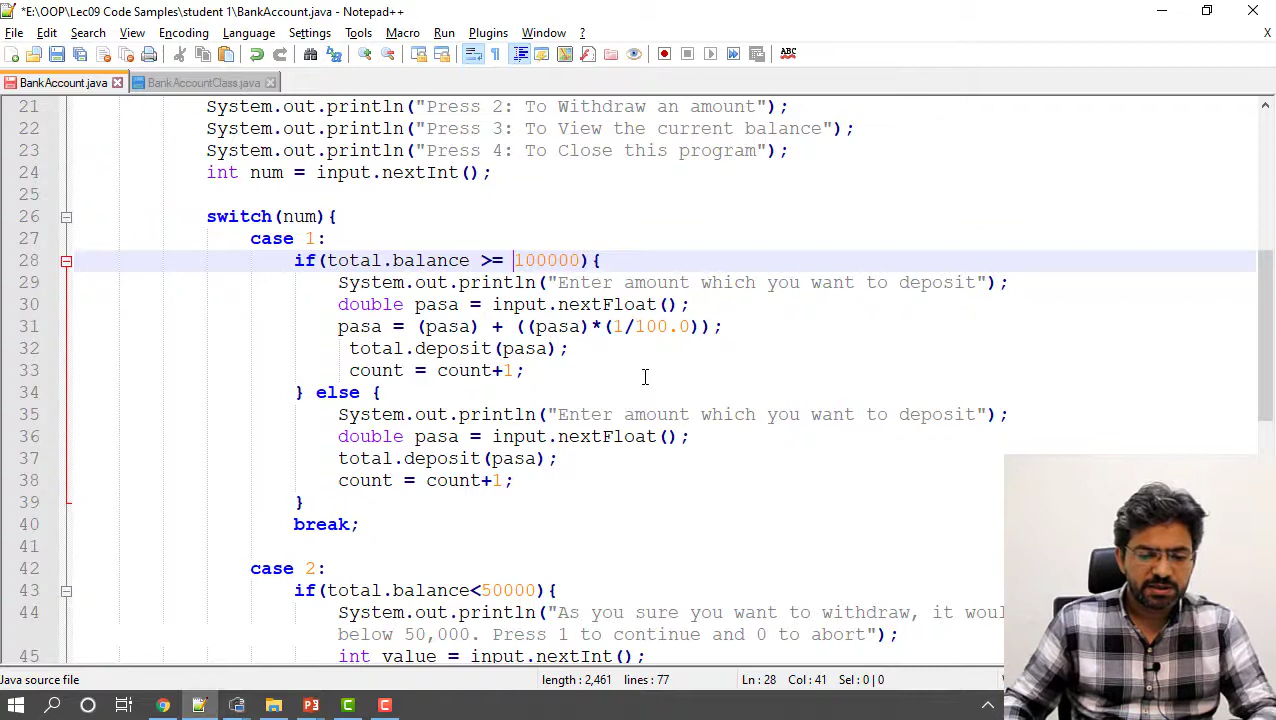 *E:\OOP\Lec09 Code Samples\student 1\BankAccount.java - Notepad++
File Edit Search View Encoding Language Settings Tools Macro Run Plugins Window ? X
BankAccount.java BankAccountClass.java
21 System.out.println("Press 2: To Withdraw an amount");
22 System.out.println("Press 3: To View the current balance");
23 System.out.println("Press 4: To Close this program");
24 int num = input.nextInt();
25
26 switch(num){
27 case 1:
28 if(total.balance >= 100000){
29 System.out.println("Enter amount which you want to deposit");
30 double pasa = input.nextFloat();
31 pasa = (pasa) + ((pasa)*(1/100.0));
32 total.deposit(pasa);
33 count = count+1;
34 } else {
35 System.out.println("Enter amount which you want to deposit");
36 double pasa = input.nextFloat();
37 total.deposit(pasa);
38 count = count+1;
39 }
40 break;
41
42 case 2:
43 if(total.balance<50000){
44 System.out.println("As you sure you want to withdraw, it wou
below 50,000. Press 1 to continue and 0 to abort");
45 int value = input.nextInt();
Java source file length : 2,461 lines : 77 Ln : 28 Col : 41 Sel : 0 | 0